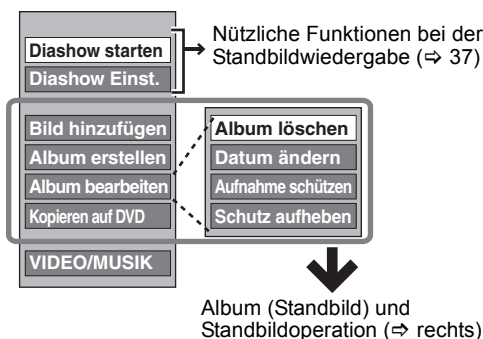 Diashow starten
Diashow Einst.
Nützliche Funktionen bei der
Standbildwiedergabe (⇨ 37)
Bild hinzufügen
Album erstellen
Album bearbeiten
Kopieren auf DVD
VIDEO/MUSIK
Album löschen
Datum ändern
Aufnahme schützen
Schutz aufheben
Album (Standbild) und
Standbildoperation (⇨ rechts)